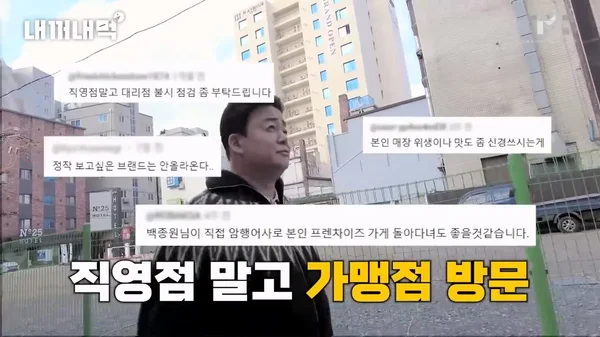 내꺼내먹?
GRAND OPEN
직영점말고 대리점 불시 점검 좀 부탁드립니다
본인 매장 위생이나 맛도 좀 신경쓰시는게
정작 보고싶은 브랜드는 안올라온다..
N°25
HOTEL
N°25
HOTEL
백종원님이 직접 암행어사로 본인 프렌차이즈 가게 돌아다녀도 좋을것같습니다.
직영점 말고 가맹점 방문